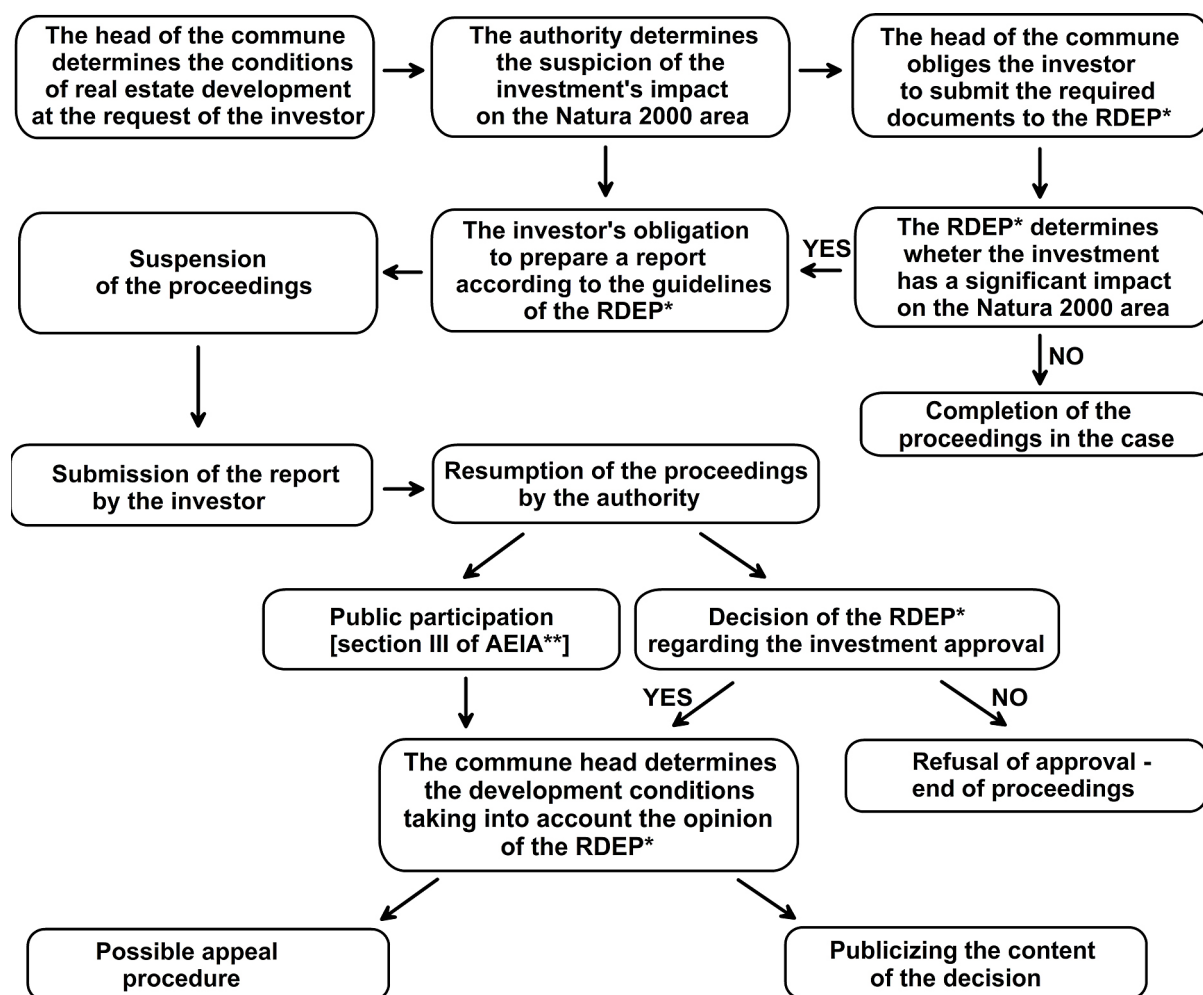 The head of the commune
determines the conditions
of real estate development
at the request of the investor
The authority determines
the suspicion of the
investment's impact
on the Natura 2000 area
The head of the commune
obliges the investor
to submit the required
documents to the RDEP*
Suspension
of the proceedings
The investor's obligation
to prepare a report
according to the guidelines
of the RDEP*
YES
The RDEP* determines
wheter the investment
has a significant impact
on the Natura 2000 area
NO
Completion of the
proceedings in the case
Submission of the report
by the investor
Resumption of the proceedings
by the authority
Public participation
[section III of AEIA**]
Decision of the RDEP*
regarding the investment approval
YES
NO
The commune head determines
the development conditions
taking into account the opinion
of the RDEP*
Refusal of approval -
end of proceedings
Possible appeal
procedure
Publicizing the content
of the decision